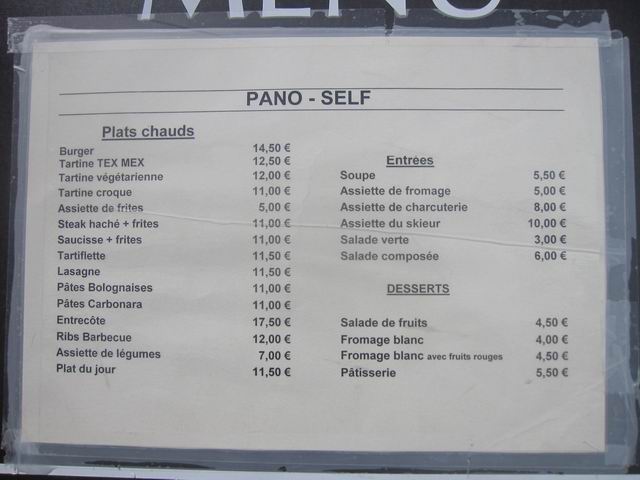 MENU
PANO - SELF
Plats chauds
Burger 14,50 €
Tartine TEX MEX 12,50 €
Tartine végétarienne 12,00 €
Tartine croque 11,00 €
Assiette de frites 5,00 €
Steak haché + frites 11,00 €
Saucisse + frites 11,00 €
Tartiflette 11,50 €
Lasagne 11,50 €
Pâtes Bolognaises 11,00 €
Pâtes Carbonara 11,00 €
Entrecôte 17,50 €
Ribs Barbecue 12,00 €
Assiette de légumes 7,00 €
Plat du jour 11,50 €
Entrées
Soupe 5,50 €
Assiette de fromage 5,00 €
Assiette de charcuterie 8,00 €
Assiette du skieur 10,00 €
Salade verte 3,00 €
Salade composée 6,00 €
DESSERTS
Salade de fruits 4,50 €
Fromage blanc 4,00 €
Fromage blanc avec fruits rouges 4,50 €
Pâtisserie 5,50 €